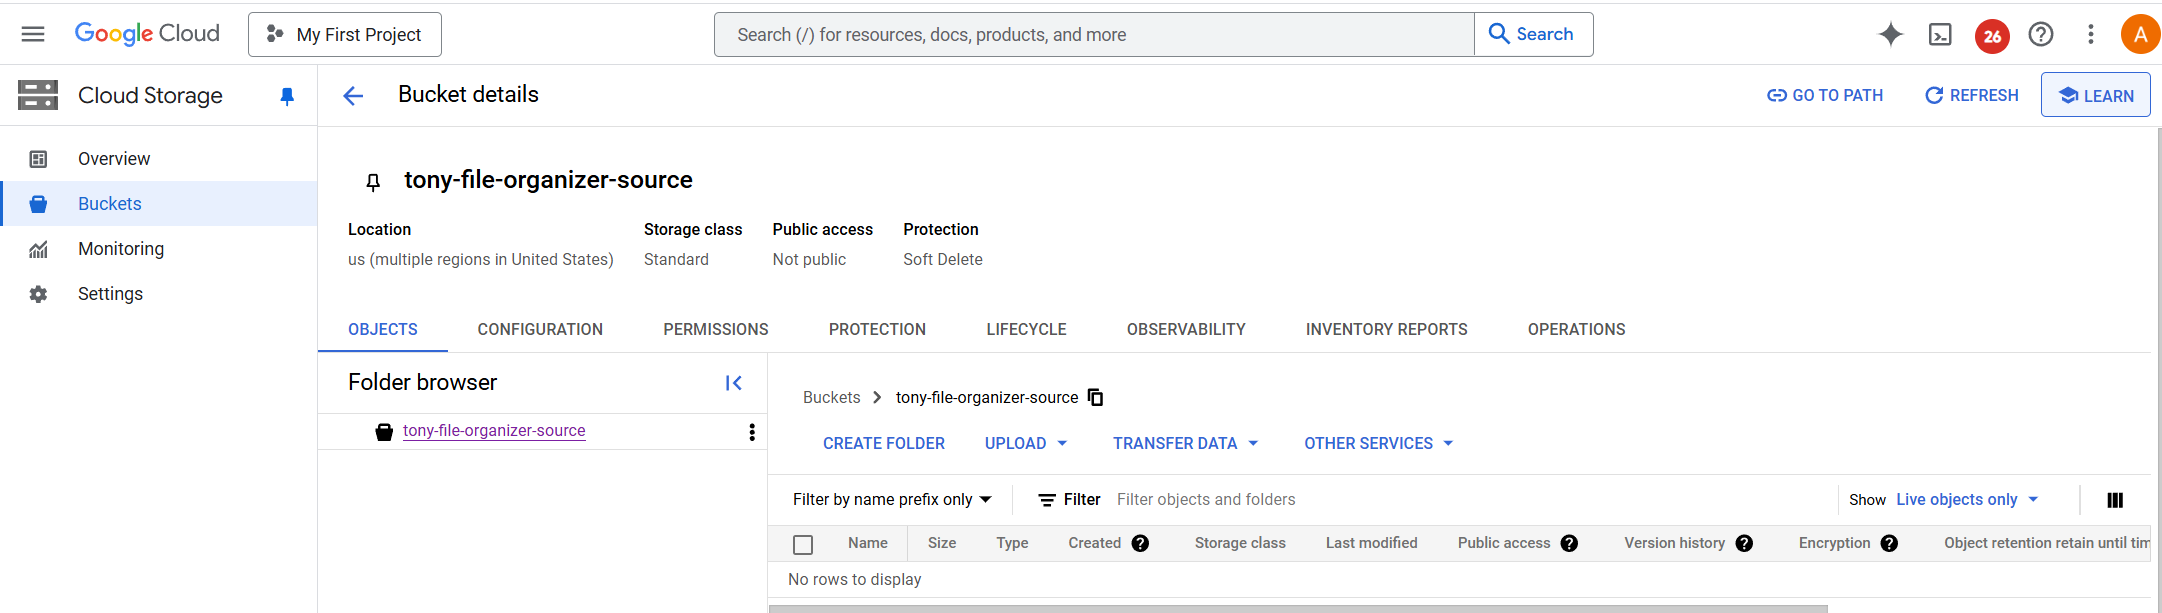 Google Cloud
My First Project
Search (/) for resources, docs, products, and more
Search
26
A
Cloud Storage
Bucket details
GO TO PATH
REFRESH
LEARN
Overview
Buckets
Monitoring
Settings
tony-file-organizer-source
Location
Storage class
Public access
Protection
us (multiple regions in United States)
Standard
Not public
Soft Delete
OBJECTS
CONFIGURATION
PERMISSIONS
PROTECTION
LIFECYCLE
OBSERVABILITY
INVENTORY REPORTS
OPERATIONS
Folder browser
tony-file-organizer-source
Buckets
tony-file-organizer-source
CREATE FOLDER
UPLOAD
TRANSFER DATA
OTHER SERVICES
Filter by name prefix only
Filter
Filter objects and folders
Show
Live objects only
Name
Size
Type
Created
Storage class
Last modified
Public access
Version history
Encryption
Object retention retain until tim
No rows to display